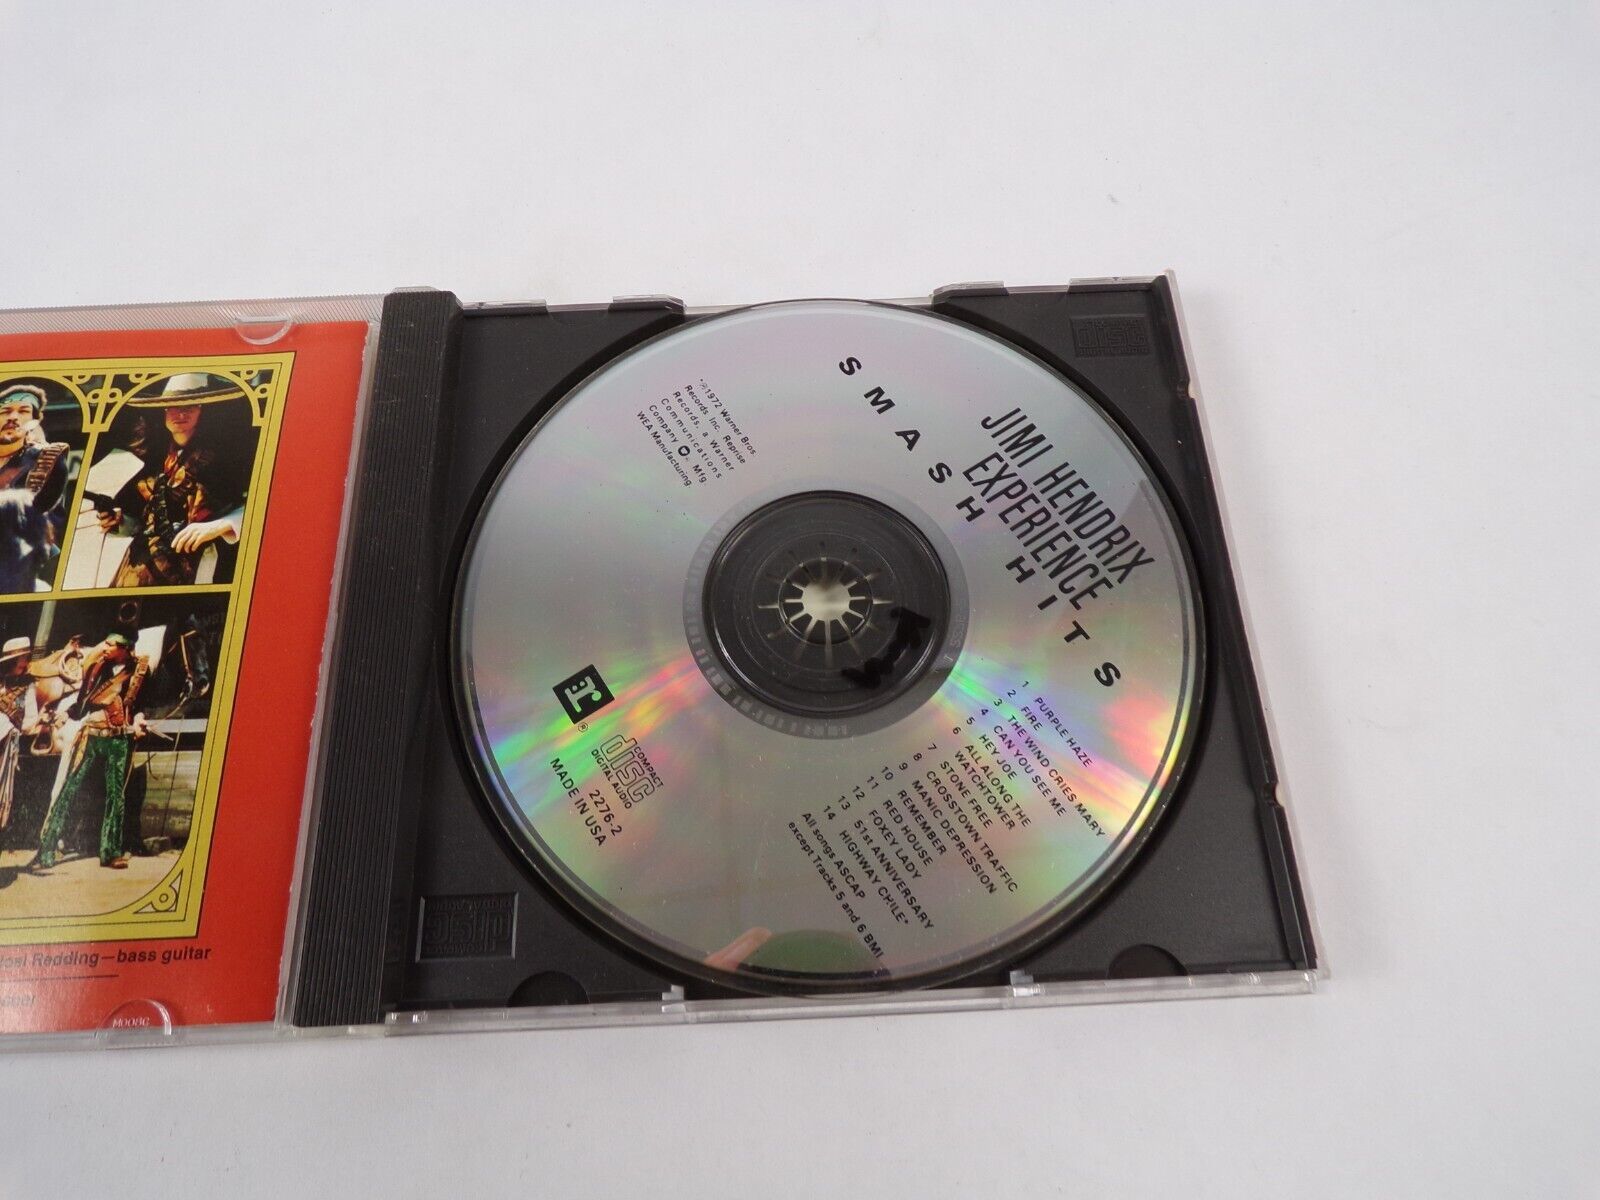 JIMI HENDRIX
EXPERIENCE
SMASH HITS
*℗1972 Warner Bros.
Records, Inc. Reprise
Records, a Warner
Communications
Company Mfg
WEA Manufacturing
r®
COMPACT
disc
DIGITAL AUDIO
2276-2
MADE IN USA
1 PURPLE HAZE
2 FIRE
3 THE WIND CRIES MARY
4 CAN YOU SEE ME
5 HEY JOE
6 ALL ALONG THE
WATCHTOWER
7 STONE FREE
8 CROSSTOWN TRAFFIC
9 MANIC DEPRESSION
10 REMEMBER
11 RED HOUSE
12 FOXEY LADY
13 51st ANNIVERSARY
14 HIGHWAY CHILE*
All songs ASCAP
except Tracks 5 and 6 BMI
disc
disc
Redding—bass guitar
M008C